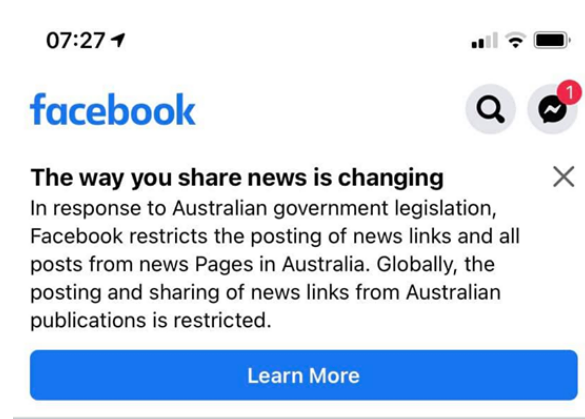 07:27
facebook
1
The way you share news is changing
In response to Australian government legislation,
Facebook restricts the posting of news links and all
posts from news Pages in Australia. Globally, the
posting and sharing of news links from Australian
publications is restricted.
Learn More